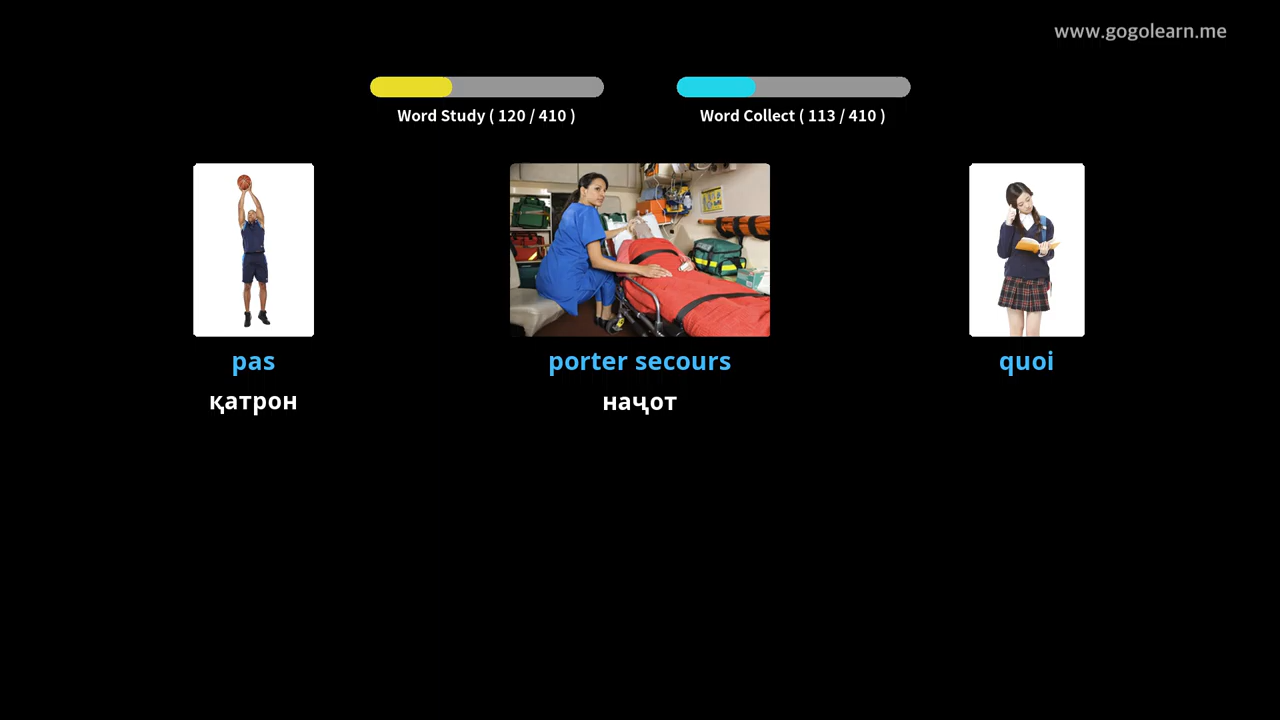 www.gogolearn.me
Word Study ( 120 / 410 )
Word Collect ( 113 / 410 )
pas
porter secours
quoi
қатрон
наҷот